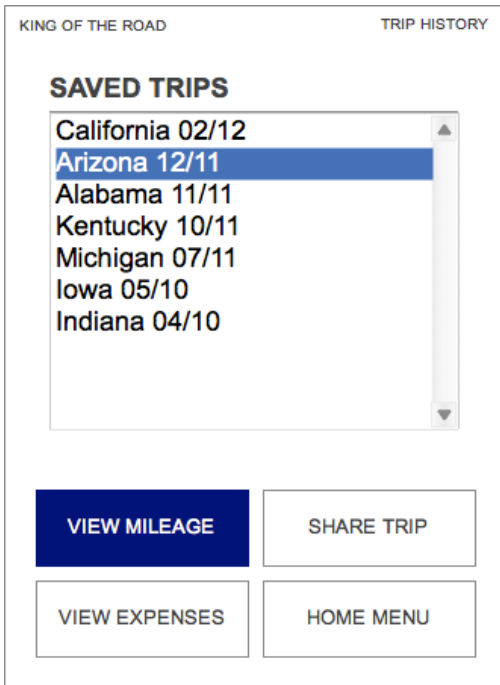 KING OF THE ROAD TRIP HISTORY
SAVED TRIPS
California 02/12
Arizona 12/11
Alabama 11/11
Kentucky 10/11
Michigan 07/11
Iowa 05/10
Indiana 04/10
VIEW MILEAGE SHARE TRIP
VIEW EXPENSES HOME MENU